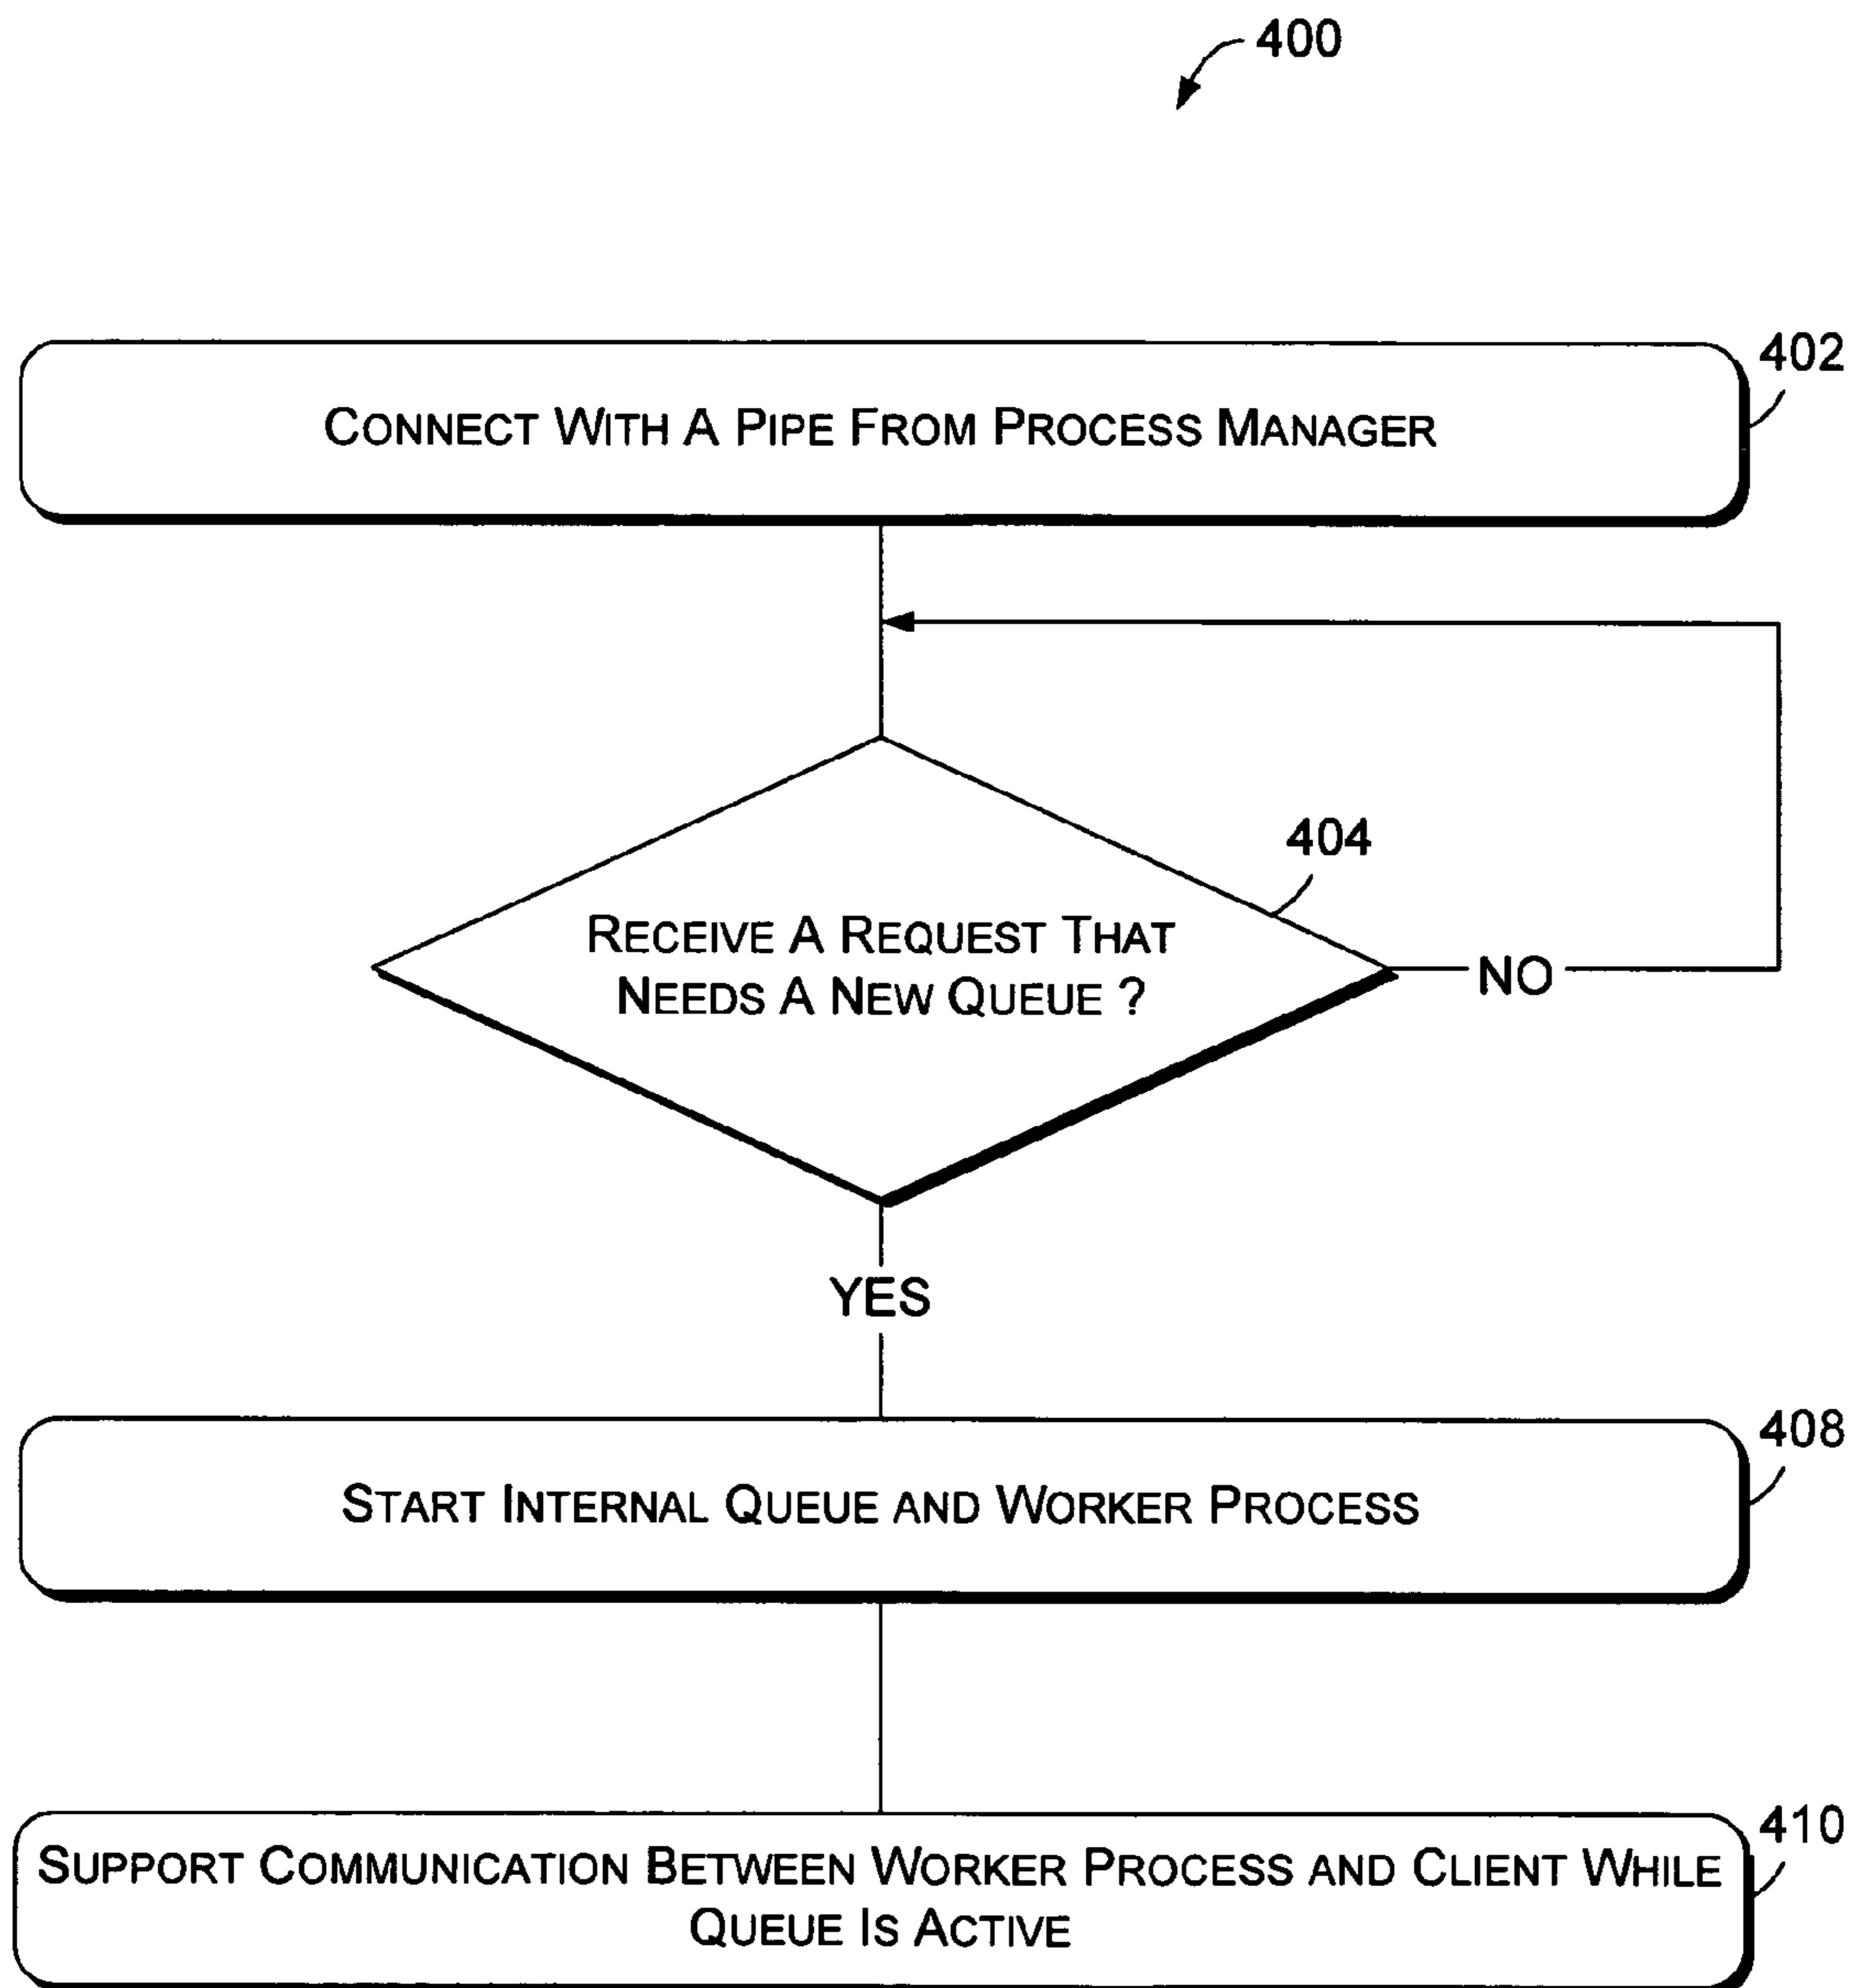 400
402
CONNECT WITH A PIPE FROM PROCESS MANAGER
404
RECEIVE A REQUEST THAT
NEEDS A NEW QUEUE ?
NO
YES
408
START INTERNAL QUEUE AND WORKER PROCESS
410
SUPPORT COMMUNICATION BETWEEN WORKER PROCESS AND CLIENT WHILE
QUEUE IS ACTIVE